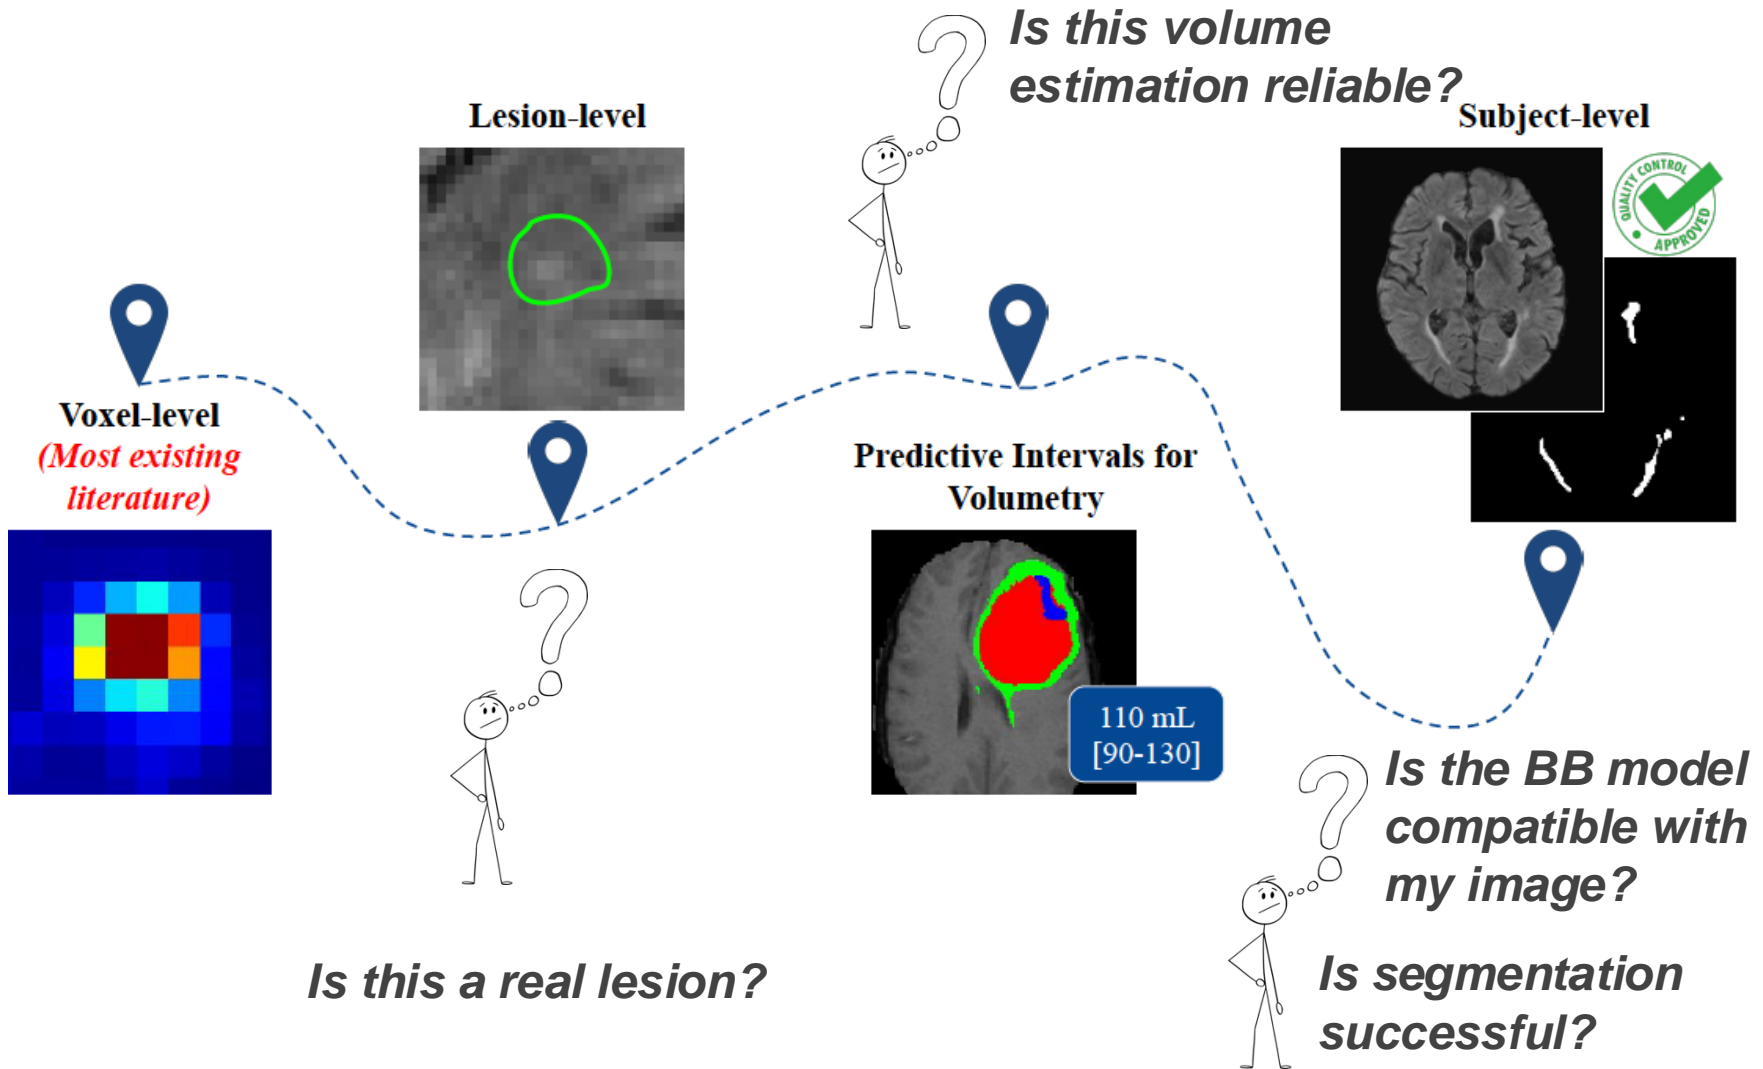 Is this volume
estimation reliable?
Lesion-level
Subject-level
QUALITY CONTROL
APPROVED
Voxel-level
(Most existing
literature)
Predictive Intervals for
Volumetry
110 mL
[90-130]
Is the BB model
compatible with
my image?
Is this a real lesion?
Is segmentation
successful?